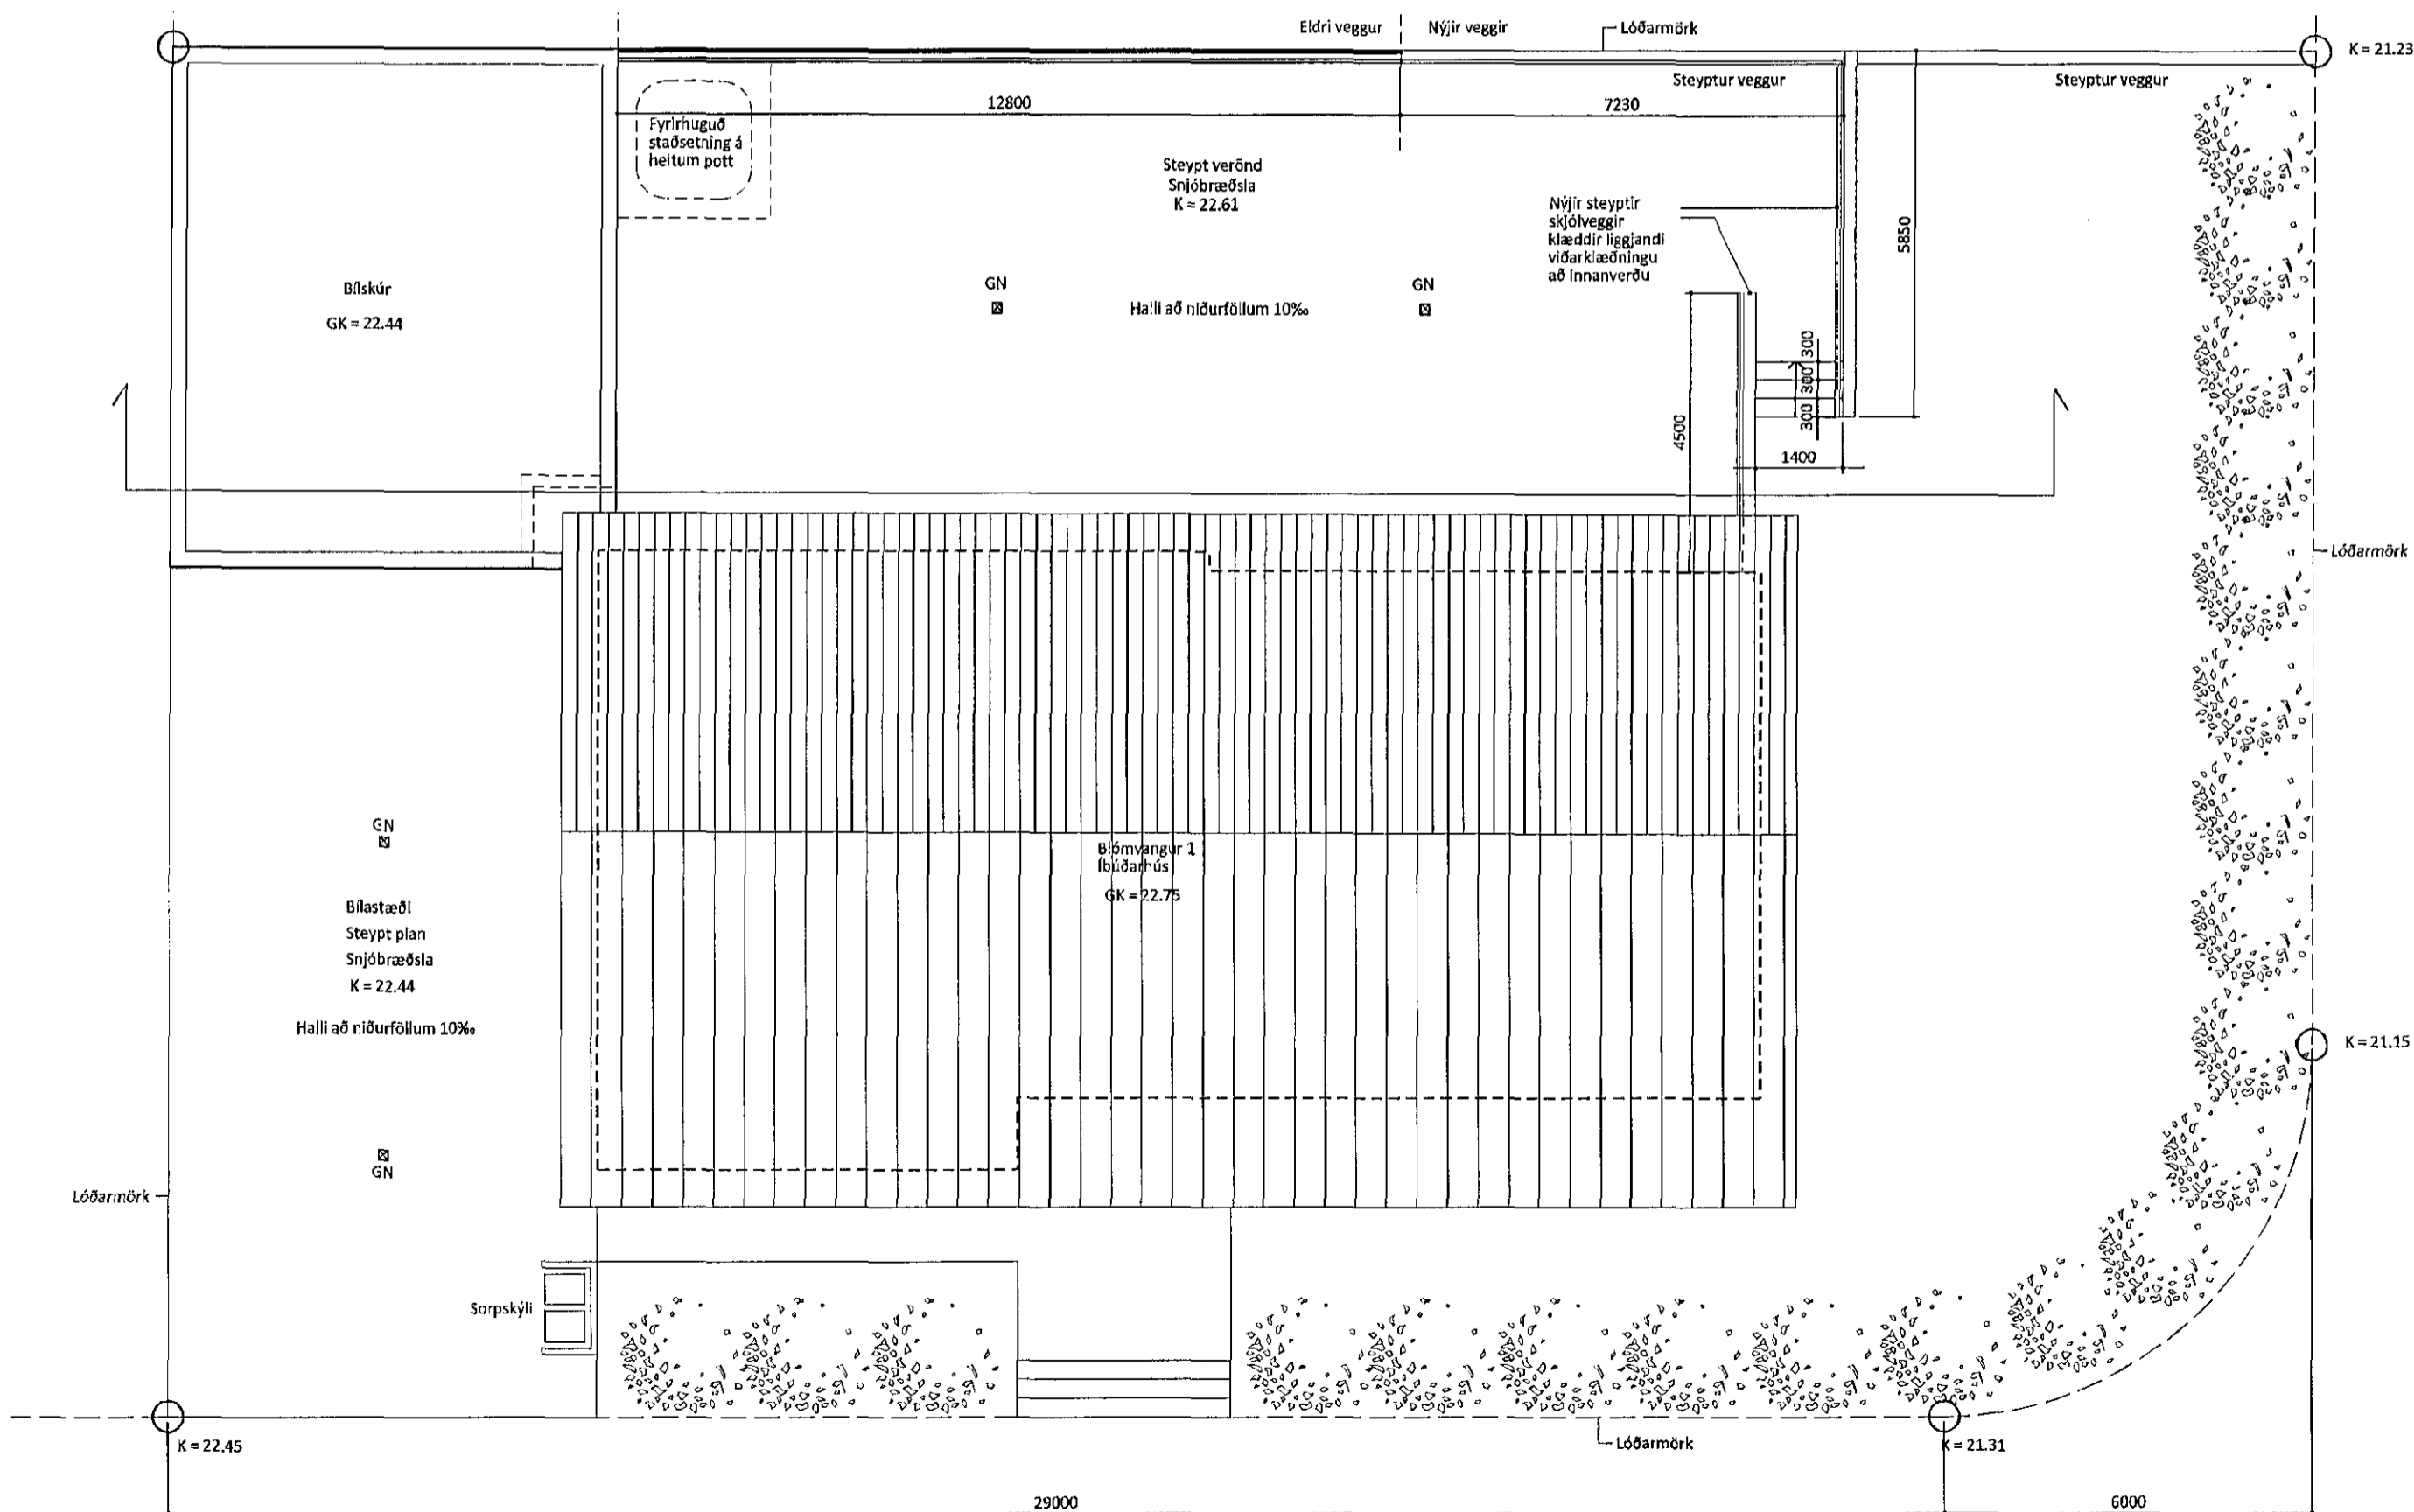 Eldri veggur
Nýjir veggir
Lóðarmörk
K = 21.23
Steyptur veggur
Steyptur veggur
12800
7230
Fyrirhuguð
staðsetning á
heitum pott
Steypt verönd
Snjóbræðsla
K = 22.61
Nýjir steyptir
skjólveggir
klæddir liggjandi
viðarklæðningu
að innanverðu
5850
Bílskúr
GK = 22.44
GN
Halli að niðurföllum 10‰
GN
300
300
300
4500
1400
Lóðarmörk
GN
Blómvangur 1
Íbúðarhús
GK = 22.75
Bílastæði
Steypt plan
Snjóbræðsla
K = 22.44
Halli að niðurföllum 10‰
K = 21.15
GN
Lóðarmörk
Sorpskýli
K = 22.45
Lóðarmörk
K = 21.31
29000
6000